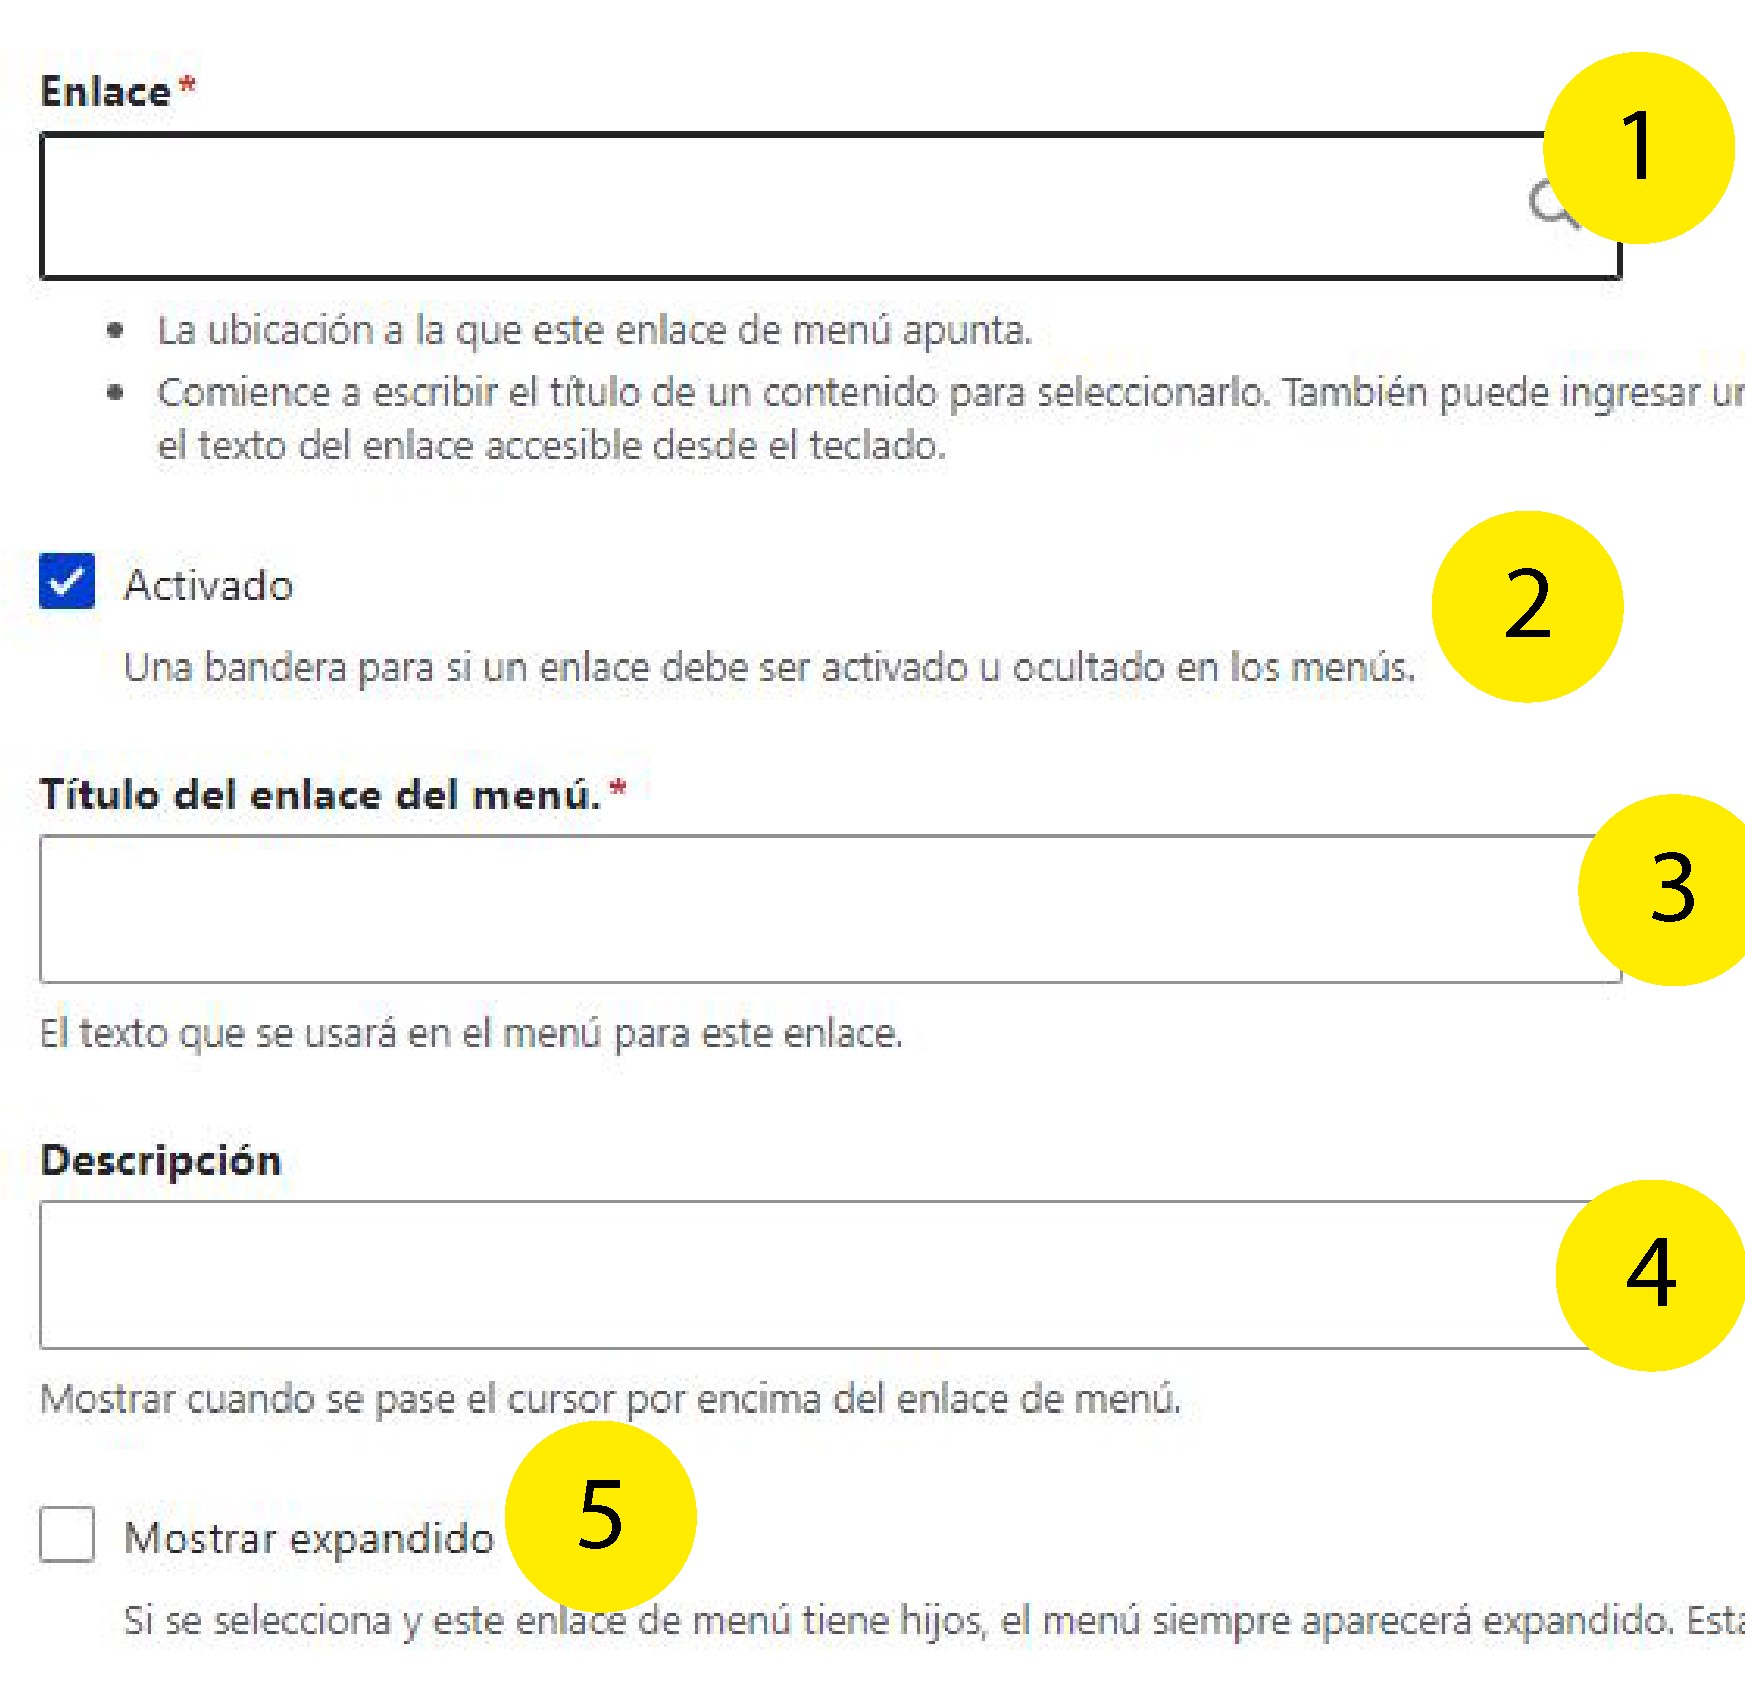 Enlace*
1
• La ubicación a la que este enlace de menú apunta.
• Comience a escribir el título de un contenido para seleccionarlo. También puede ingresar
el texto del enlace accesible desde el teclado.
Activado
2
Una bandera para si un enlace debe ser activado u ocultado en los menús.
Título del enlace del menú.*
3
El texto que se usará en el menú para este enlace.
Descripción
4
Mostrar cuando se pase el cursor por encima del enlace de menú.
Mostrar expandido
5
Si se selecciona y este enlace de menú tiene hijos, el menú siempre aparecerá expandido.